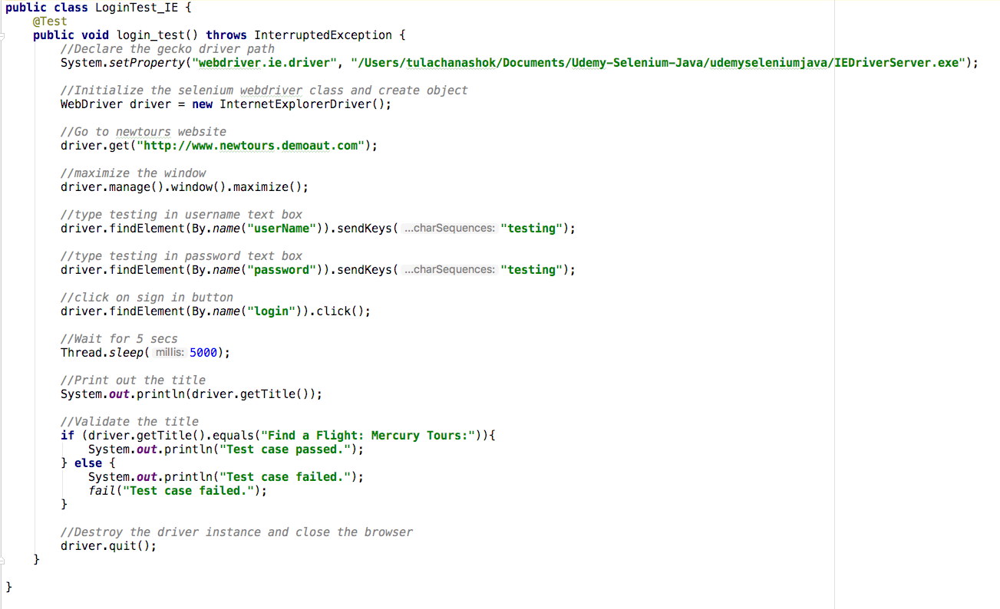 public class LoginTest_IE {
@Test
public void login_test() throws InterruptedException {
//Declare the gecko driver path
System.setProperty("webdriver.ie.driver", "/Users/tulachanashok/Documents/Udemy-Selenium-Java/udemyseleniumjava/IEDriverServer.exe");
//Initialize the selenium webdriver class and create object
WebDriver driver = new InternetExplorerDriver();
//Go to newtours website
driver.get("http://www.newtours.demoaut.com");
//maximize the window
driver.manage().window().maximize();
//type testing in username text box
driver.findElement(By.name("userName")).sendKeys( ...charSequences: "testing");
//type testing in password text box
driver.findElement(By.name("password")).sendKeys( ...charSequences: "testing");
//click on sign in button
driver.findElement(By.name("login")).click();
//Wait for 5 secs
Thread.sleep( millis: 5000);
//Print out the title
System.out.println(driver.getTitle());
//Validate the title
if (driver.getTitle().equals("Find a Flight: Mercury Tours:")){
System.out.println("Test case passed.");
} else {
System.out.println("Test case failed.");
fail("Test case failed.");
}
//Destroy the driver instance and close the browser
driver.quit();
}
}